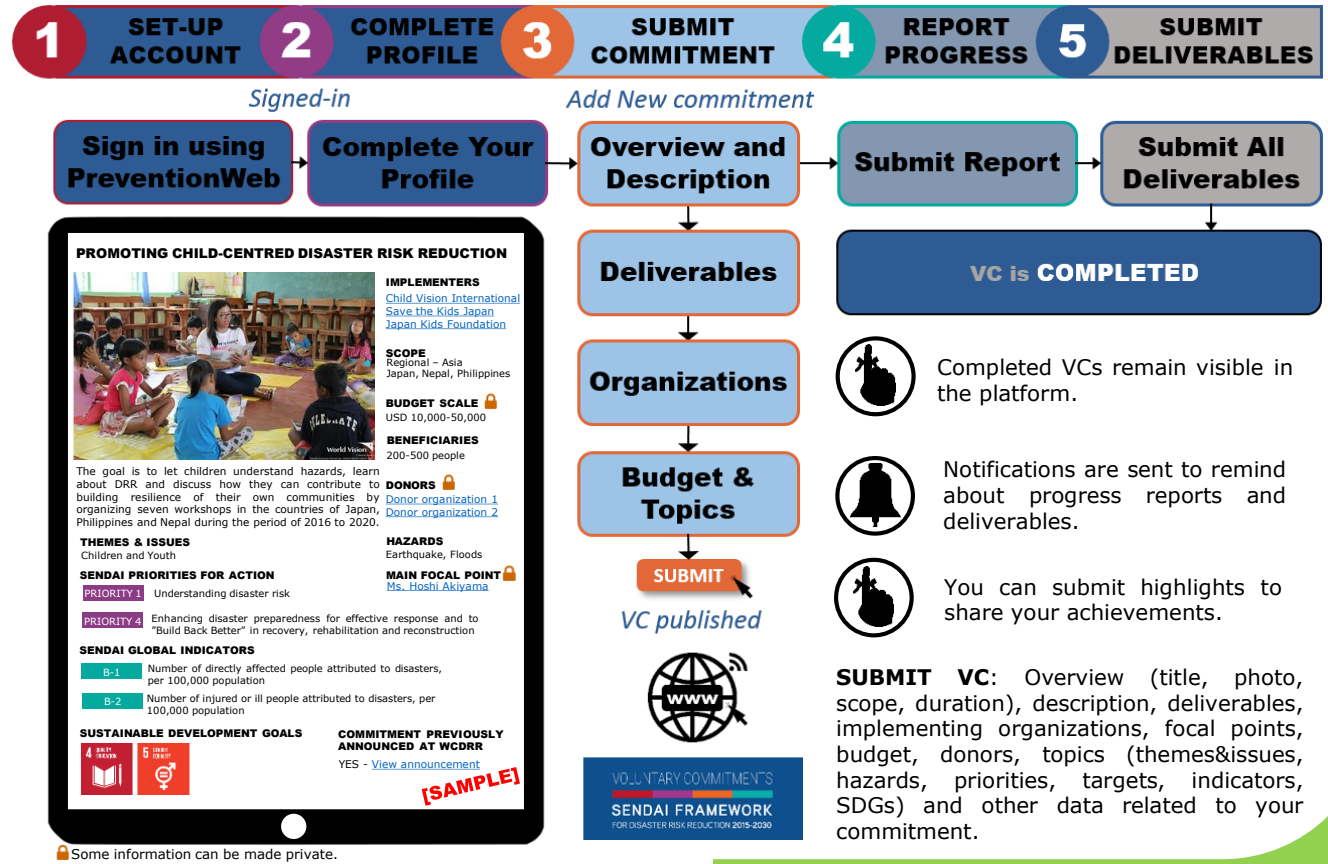 1 SET-UP ACCOUNT
2 COMPLETE PROFILE
3 SUBMIT COMMITMENT
4 REPORT PROGRESS
5 SUBMIT DELIVERABLES
Signed-in
Add New commitment
Sign in using
PreventionWeb
Complete Your
Profile
Overview and
Description
Submit Report
Submit All
Deliverables
Deliverables
Organizations
Budget &
Topics
SUBMIT
VC published
www
VOLUNTARY COMMITMENTS
SENDAI FRAMEWORK
FOR DISASTER RISK REDUCTION 2015-2030
VC is COMPLETED
Completed VCs remain visible in
the platform.
Notifications are sent to remind
about progress reports and
deliverables.
You can submit highlights to
share your achievements.
SUBMIT VC: Overview (title, photo,
scope, duration), description, deliverables,
implementing organizations, focal points,
budget, donors, topics (themes&issues,
hazards, priorities, targets, indicators,
SDGs) and other data related to your
commitment.
PROMOTING CHILD-CENTRED DISASTER RISK REDUCTION
World Vision
IMPLEMENTERS
Child Vision International
Save the Kids Japan
Japan Kids Foundation
SCOPE
Regional – Asia
Japan, Nepal, Philippines
BUDGET SCALE
USD 10,000-50,000
BENEFICIARIES
200-500 people
DONORS
Donor organization 1
Donor organization 2
HAZARDS
Earthquake, Floods
MAIN FOCAL POINT
Ms. Hoshi Akiyama
The goal is to let children understand hazards, learn
about DRR and discuss how they can contribute to
building resilience of their own communities by
organizing seven workshops in the countries of Japan,
Philippines and Nepal during the period of 2016 to 2020.
THEMES & ISSUES
Children and Youth
SENDAI PRIORITIES FOR ACTION
PRIORITY 1 Understanding disaster risk
PRIORITY 4 Enhancing disaster preparedness for effective response and to
“Build Back Better” in recovery, rehabilitation and reconstruction
SENDAI GLOBAL INDICATORS
B-1 Number of directly affected people attributed to disasters,
per 100,000 population
B-2 Number of injured or ill people attributed to disasters, per
100,000 population
SUSTAINABLE DEVELOPMENT GOALS
4 QUALITY
EDUCATION
5 GENDER
EQUALITY
COMMITMENT PREVIOUSLY
ANNOUNCED AT WCDRR
YES - View announcement
[SAMPLE]
Some information can be made private.